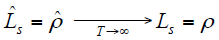 L̂ₛ = ρ̂ ⟶ T→∞ Lₛ = ρ